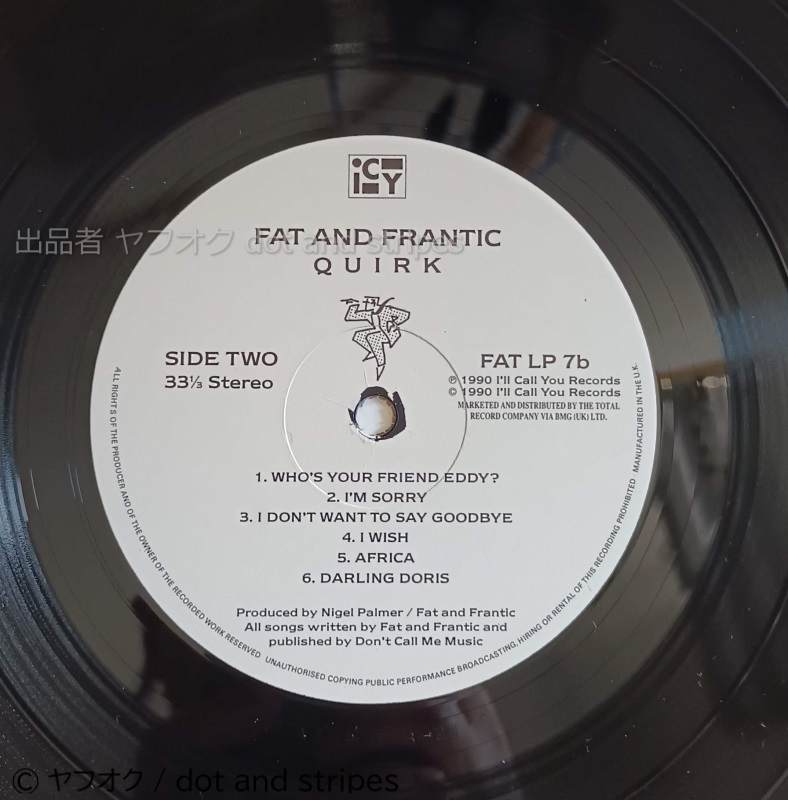 iCY
FAT AND FRANTIC
QUIRK
出品者 ヤフオク dot and stripes
SIDE TWO
33⅓ Stereo
FAT LP 7b
℗ 1990 I'll Call You Records
© 1990 I'll Call You Records
MARKETED AND DISTRIBUTED BY THE TOTAL
RECORD COMPANY VIA BMG (UK) LTD.
1. WHO'S YOUR FRIEND EDDY?
2. I'M SORRY
3. I DON'T WANT TO SAY GOODBYE
4. I WISH
5. AFRICA
6. DARLING DORIS
Produced by Nigel Palmer / Fat and Frantic
All songs written by Fat and Frantic and
published by Don't Call Me Music
ALL RIGHTS OF THE PRODUCER AND OF THE OWNER OF THE RECORDED WORK RESERVED UNAUTHORISED COPYING PUBLIC PERFORMANCE BROADCASTING, HIRING OR RENTAL OF THIS RECORDING PROHIBITED MANUFACTURED IN THE U.K.
© ヤフオク / dot and stripes